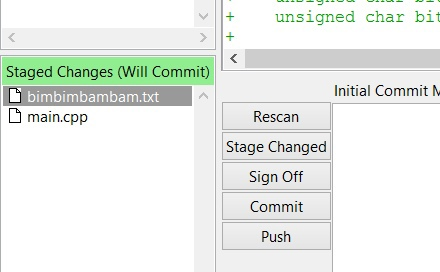 + unsigned char bi
+ unsigned char bit
+
Staged Changes (Will Commit)
bimbimbambam.txt
main.cpp
Initial Commit M
Rescan
Stage Changed
Sign Off
Commit
Push